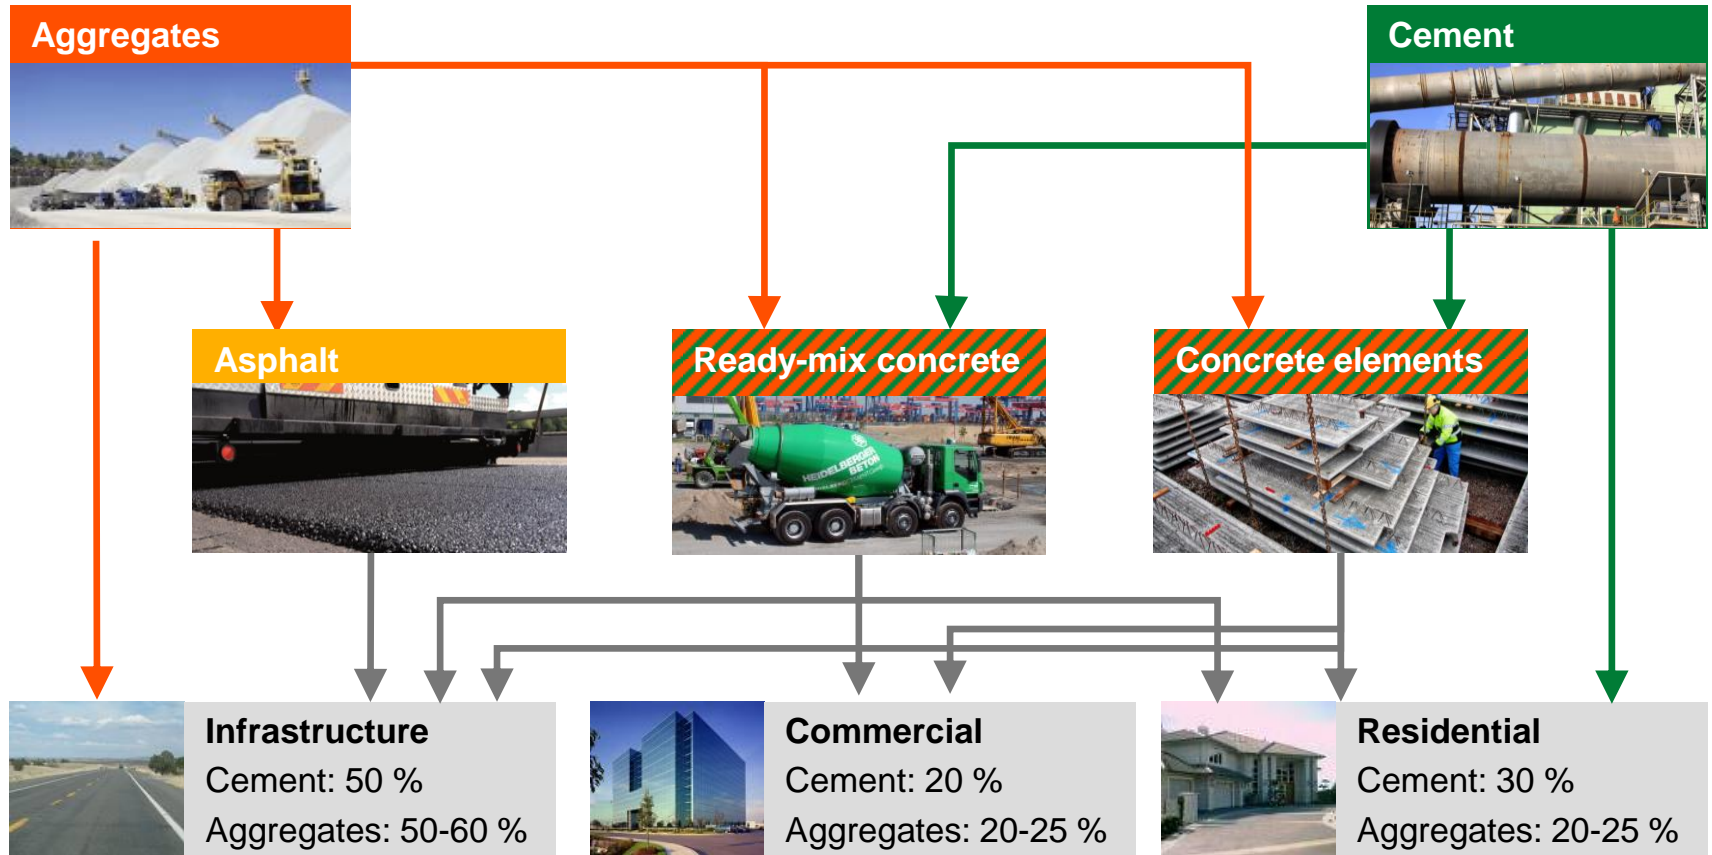 Aggregates
Cement
Asphalt
Ready-mix concrete
HEIDELBERGER
BETON
Concrete elements
Infrastructure
Cement: 50 %
Aggregates: 50-60 %
Commercial
Cement: 20 %
Aggregates: 20-25 %
Residential
Cement: 30 %
Aggregates: 20-25 %